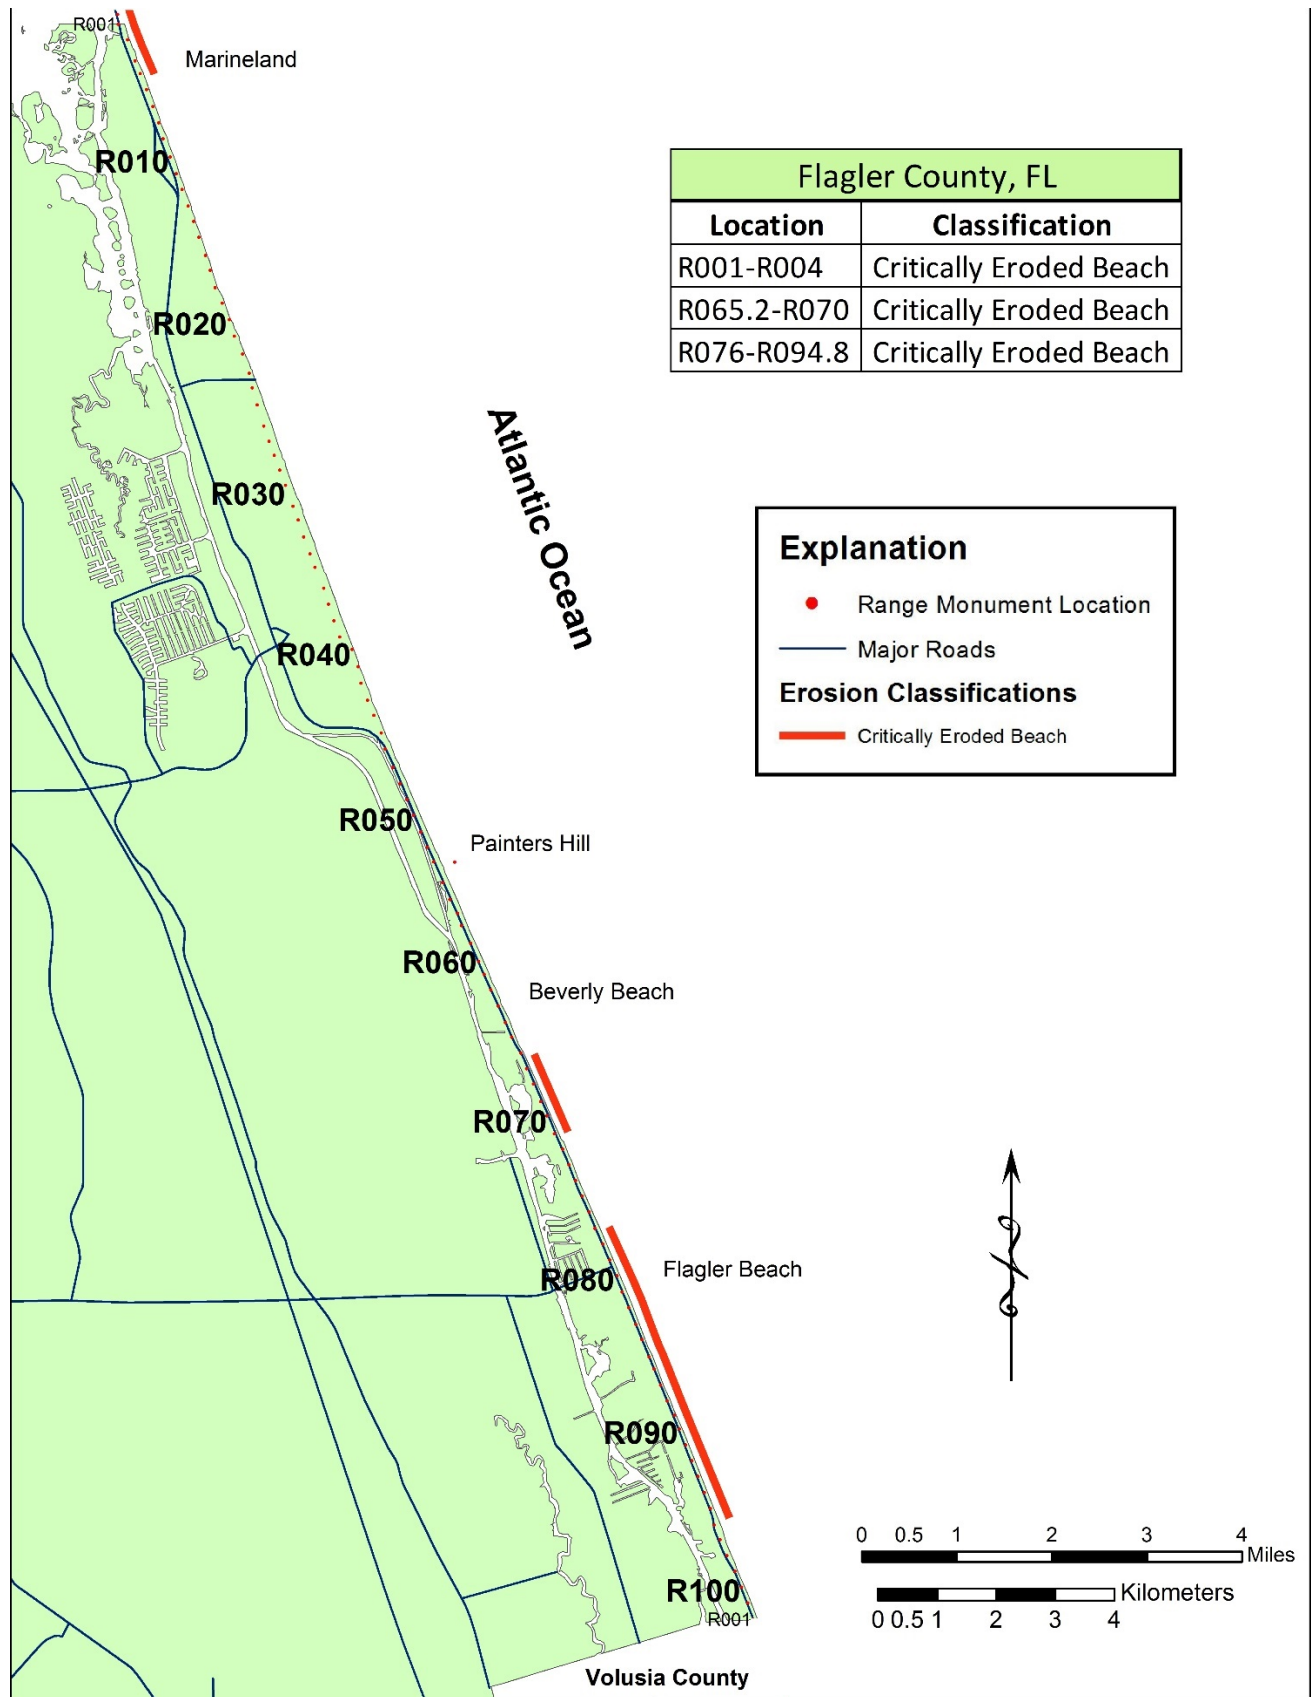 R001
Marineland
R010
Flagler County, FL
Location Classification
R001-R004 Critically Eroded Beach
R065.2-R070 Critically Eroded Beach
R076-R094.8 Critically Eroded Beach
R020
Atlantic Ocean
R030
Explanation
Range Monument Location
Major Roads
Erosion Classifications
Critically Eroded Beach
R040
R050
Painters Hill
R060
Beverly Beach
R070
Flagler Beach
R080
N
R090
0 0.5 1 2 3 4
Miles
Kilometers
0 0.5 1 2 3 4
R100
R001
Volusia County